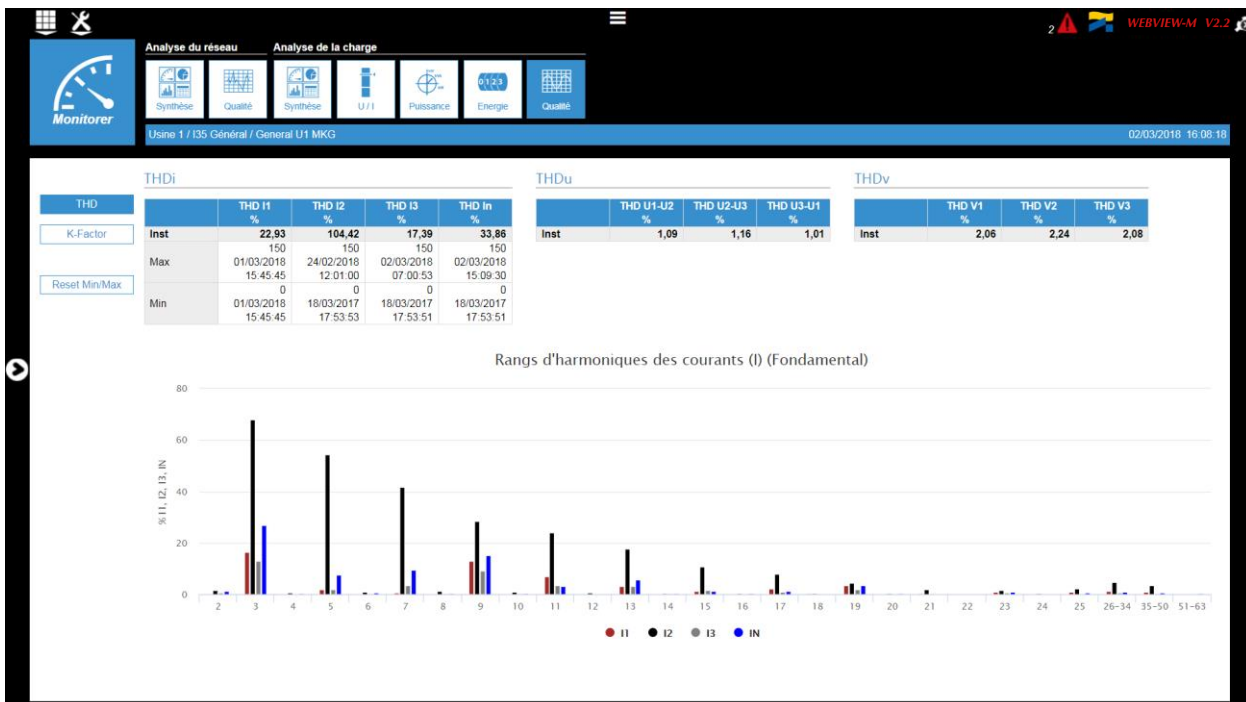 2 WEBVIEW-M V2.2
Analyse du réseau Analyse de la charge
Synthèse Qualité Synthèse U / I Puissance Energie Qualité
0123
Monitorer
Usine 1 / I35 Général / General U1 MKG 02/03/2018 16:08:18
THDi THDu THDv
THD
K-Factor
Reset Min/Max
THD I1 THD I2 THD I3 THD In
% % % %
Inst 22,93 104,42 17,39 33,86
150 150 150 150
Max 01/03/2018 24/02/2018 02/03/2018 02/03/2018
15:45:45 12:01:00 07:00:53 15:09:30
0 0 0 0
Min 01/03/2018 18/03/2017 18/03/2017 18/03/2017
15:45:45 17:53:53 17:53:51 17:53:51
THD U1-U2 THD U2-U3 THD U3-U1
% % %
Inst 1,09 1,16 1,01
THD V1 THD V2 THD V3
% % %
Inst 2,06 2,24 2,08
Rangs d'harmoniques des courants (I) (Fondamental)
% I1, I2, I3, IN
80
60
40
20
0
2 3 4 5 6 7 8 9 10 11 12 13 14 15 16 17 18 19 20 21 22 23 24 25 26-34 35-50 51-63
I1 I2 I3 IN